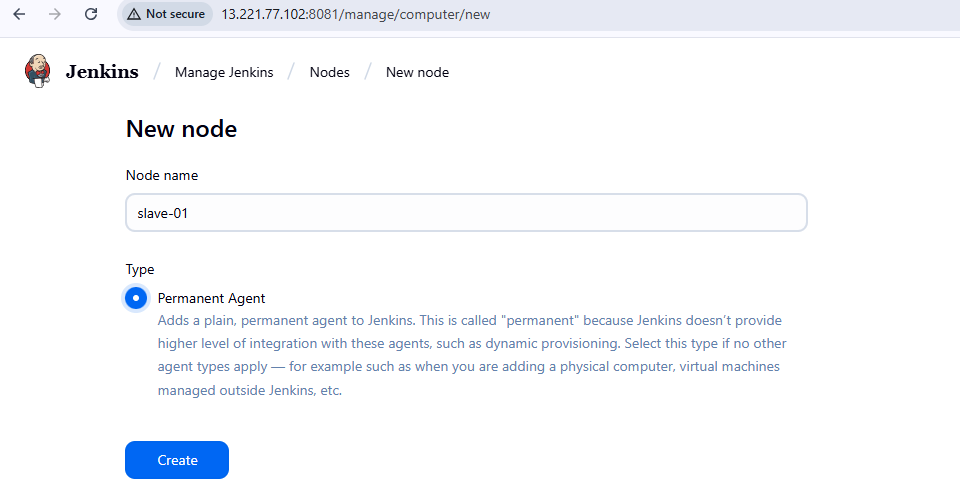 Not secure 13.221.77.102:8081/manage/computer/new
Jenkins / Manage Jenkins / Nodes / New node
New node
Node name
slave-01
Type
Permanent Agent
Adds a plain, permanent agent to Jenkins. This is called "permanent" because Jenkins doesn’t provide
higher level of integration with these agents, such as dynamic provisioning. Select this type if no other
agent types apply — for example such as when you are adding a physical computer, virtual machines
managed outside Jenkins, etc.
Create